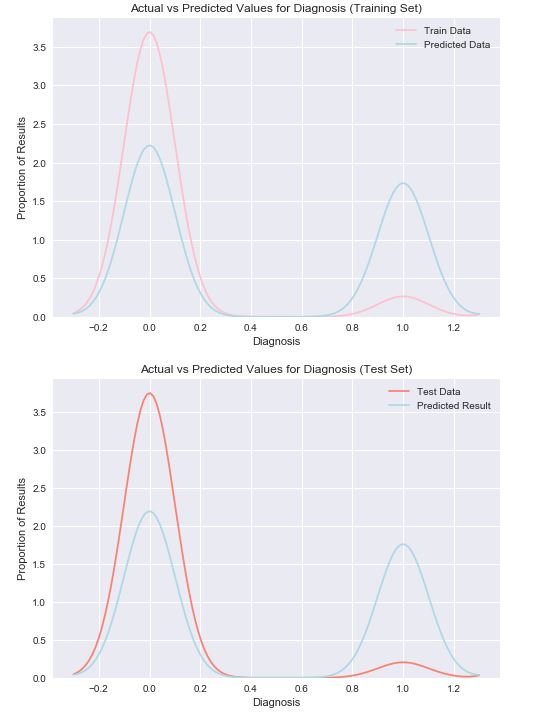 Actual vs Predicted Values for Diagnosis (Training Set)
Train Data
Predicted Data
3.5
3.0
2.5
2.0
1.5
1.0
0.5
0.0
Proportion of Results
−0.2 0.0 0.2 0.4 0.6 0.8 1.0 1.2
Diagnosis
Actual vs Predicted Values for Diagnosis (Test Set)
Test Data
Predicted Result
3.5
3.0
2.5
2.0
1.5
1.0
0.5
0.0
Proportion of Results
−0.2 0.0 0.2 0.4 0.6 0.8 1.0 1.2
Diagnosis